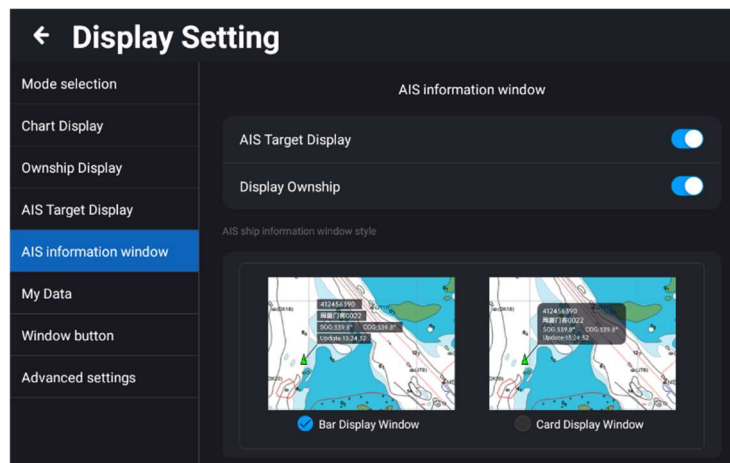 Display Setting
Mode selection
Chart Display
Ownship Display
AIS Target Display
AIS information window
My Data
Window button
Advanced settings
AIS information window
AIS Target Display
Display Ownship
AIS ship information window style
412456390
SOG:339.8° COG:339.8°
Update:13:24:52
Bar Display Window
412456390
SOG:339.8° COG:339.8°
Update:13:24:52
Card Display Window